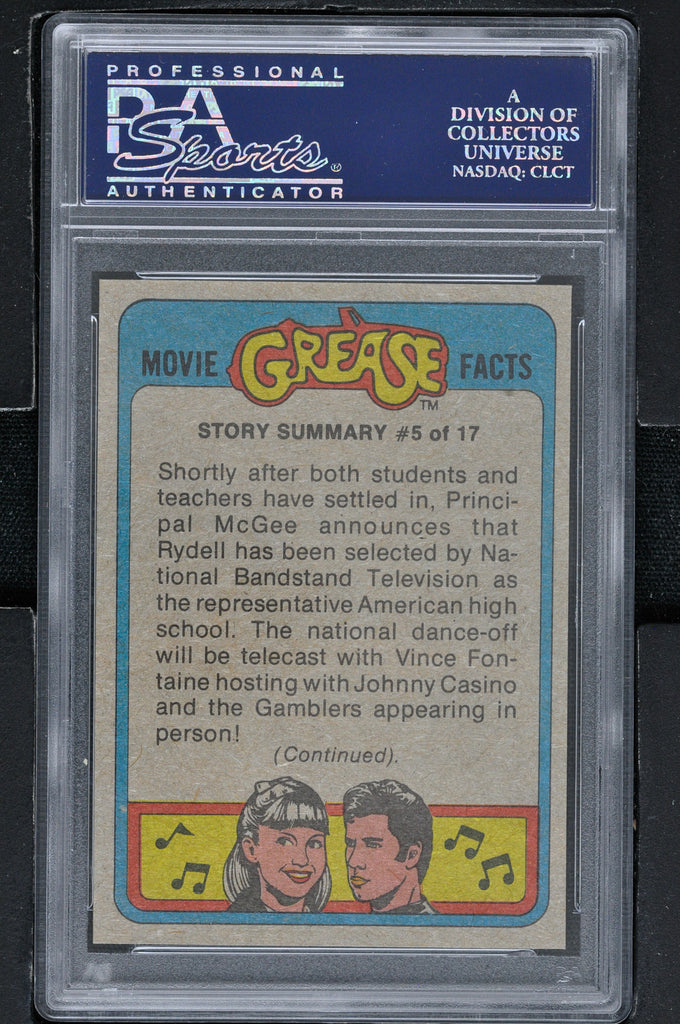 PROFESSIONAL
PSA
Sports®
AUTHENTICATOR
A
DIVISION OF
COLLECTORS
UNIVERSE
NASDAQ: CLCT
MOVIE GREASE FACTS
TM
STORY SUMMARY #5 of 17
Shortly after both students and
teachers have settled in, Princi-
pal McGee announces that
Rydell has been selected by Na-
tional Bandstand Television as
the representative American high
school. The national dance-off
will be telecast with Vince Fon-
taine hosting with Johnny Casino
and the Gamblers appearing in
person!
(Continued).